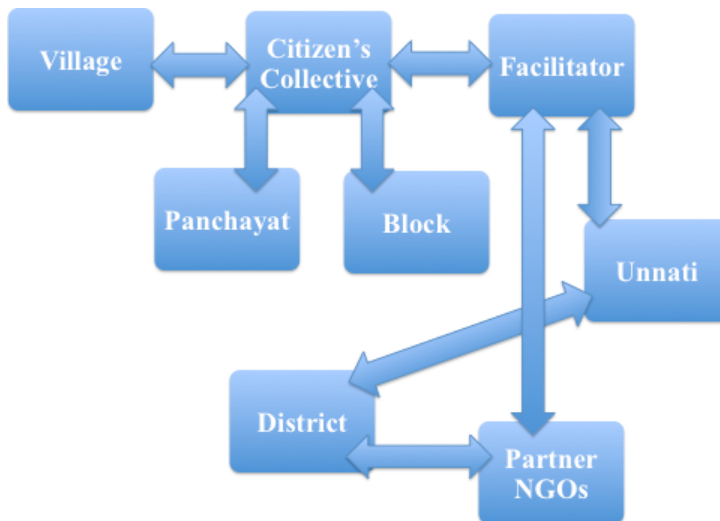 Village
Citizen's
Collective
Facilitator
Panchayat
Block
Unnati
District
Partner
NGOs